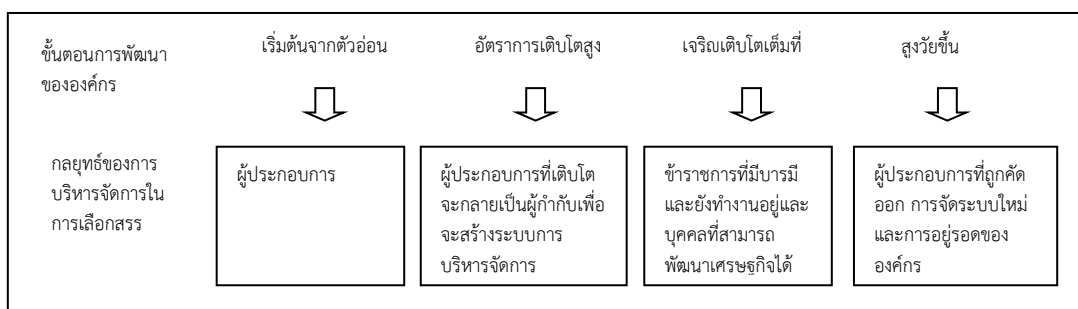 ขั้นตอนการพัฒนา
ขององค์กร
เริ่มต้นจากตัวอ่อน
อัตราการเติบโตสูง
เจริญเติบโตเต็มที่
สูงวัยขึ้น
กลยุทธ์ของการ
บริหารจัดการใน
การเลือกสรร
ผู้ประกอบการ
ผู้ประกอบการที่เติบโต
จะกลายเป็นผู้กำกับเพื่อ
จะสร้างระบบการ
บริหารจัดการ
ข้าราชการที่มีบารมี
และยังทำงานอยู่และ
บุคคลที่สามารถ
พัฒนาเศรษฐกิจได้
ผู้ประกอบการที่ถูกคัด
ออก การจัดระบบใหม่
และการอยู่รอดของ
องค์กร